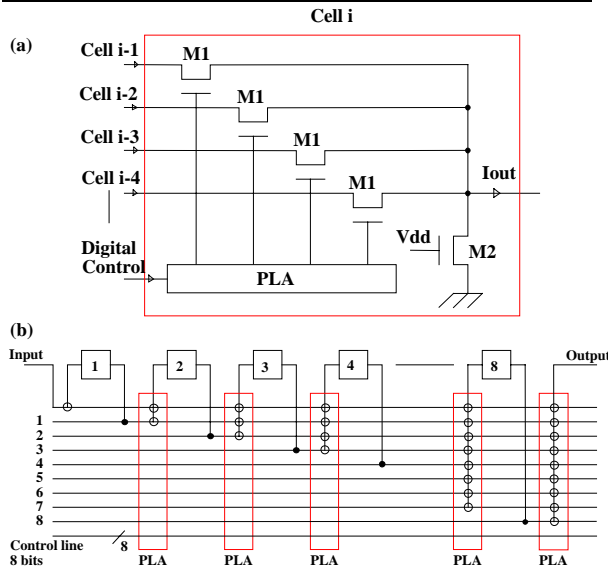 Cell i
(a)
Cell i-1
M1
Cell i-2
M1
Cell i-3
M1
Cell i-4
M1
Iout
Vdd
M2
Digital
Control
PLA
(b)
Input
1
2
3
4
8
Output
1
2
3
4
5
6
7
8
Control line
8 bits
8
PLA
PLA
PLA
PLA
PLA